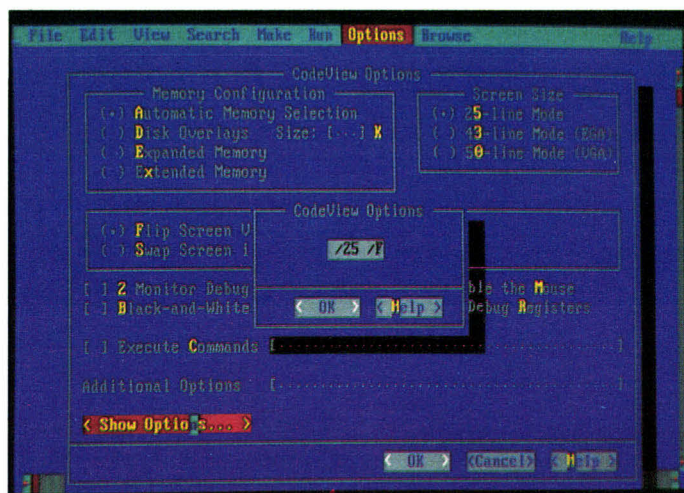 File Edit View Search Make Run Options Browse Help
CodeView Options
Memory Configuration
(•) Automatic Memory Selection
( ) Disk Overlays Size: [...] K
( ) Expanded Memory
( ) Extended Memory
Screen Size
(•) 25-line Mode
( ) 43-line Mode (EGA)
( ) 50-line Mode (VGA)
(•) Flip Screen V
( ) Swap Screen i
CodeView Options
/25 /F
< OK > < Help >
[ ] 2 Monitor Debug
ble the Mouse
[ ] Black-and-White
Debug Registers
[ ] Execute Commands [
Additional Options [
< Show Options... >
< OK > <Cancel> < Help >